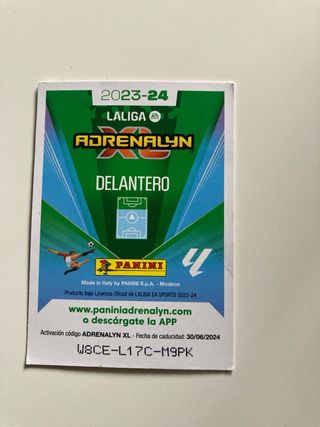 2023-24
LALIGA EA
ADRENALYN
XL
DELANTERO
PANINI
Made in Italy by PANINI S.p.A. - Modena
Producto bajo Licencia Oficial de LALIGA EA SPORTS 2023-24
www.paniniadrenalyn.com
o descárgate la APP
Activación código ADRENALYN XL - Fecha de caducidad: 30/06/2024
W8CE-L17C-M9PK